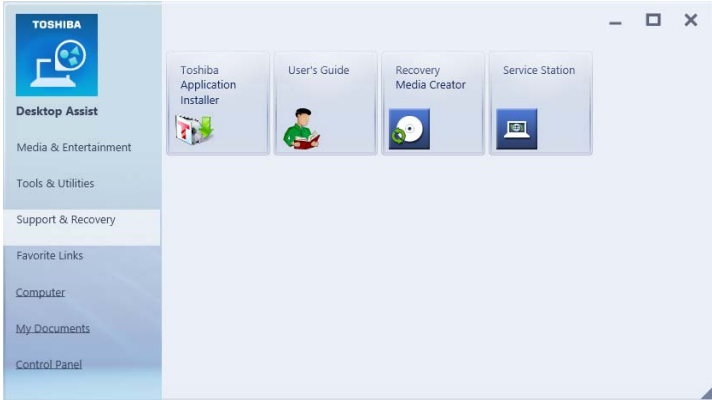 TOSHIBA
Desktop Assist
Media & Entertainment
Tools & Utilities
Support & Recovery
Favorite Links
Computer
My Documents
Control Panel
Toshiba
Application
Installer
User's Guide
Recovery
Media Creator
Service Station